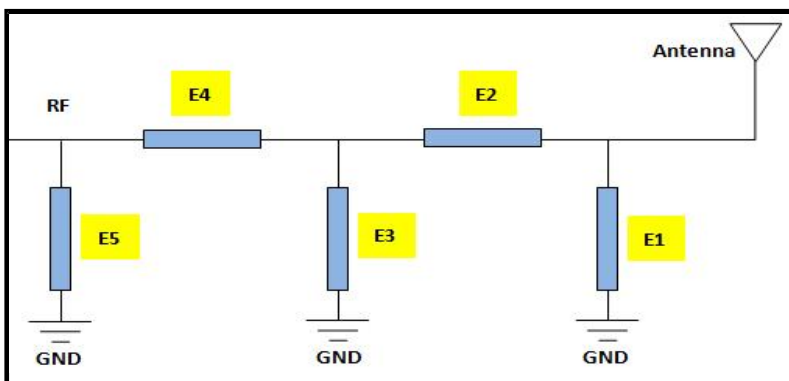 Antenna
RF
E4
E2
E5
E3
E1
GND
GND
GND